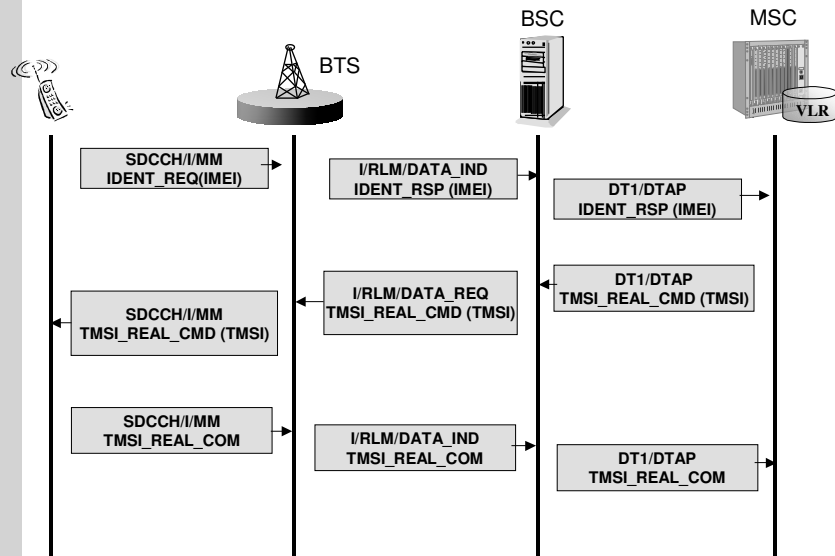 BSC
MSC
BTS
VLR
SDCCH/I/MM
IDENT_REQ(IMEI)
I/RLM/DATA_IND
IDENT_RSP (IMEI)
DT1/DTAP
IDENT_RSP (IMEI)
DT1/DTAP
TMSI_REAL_CMD (TMSI)
I/RLM/DATA_REQ
TMSI_REAL_CMD (TMSI)
SDCCH/I/MM
TMSI_REAL_CMD (TMSI)
SDCCH/I/MM
TMSI_REAL_COM
I/RLM/DATA_IND
TMSI_REAL_COM
DT1/DTAP
TMSI_REAL_COM